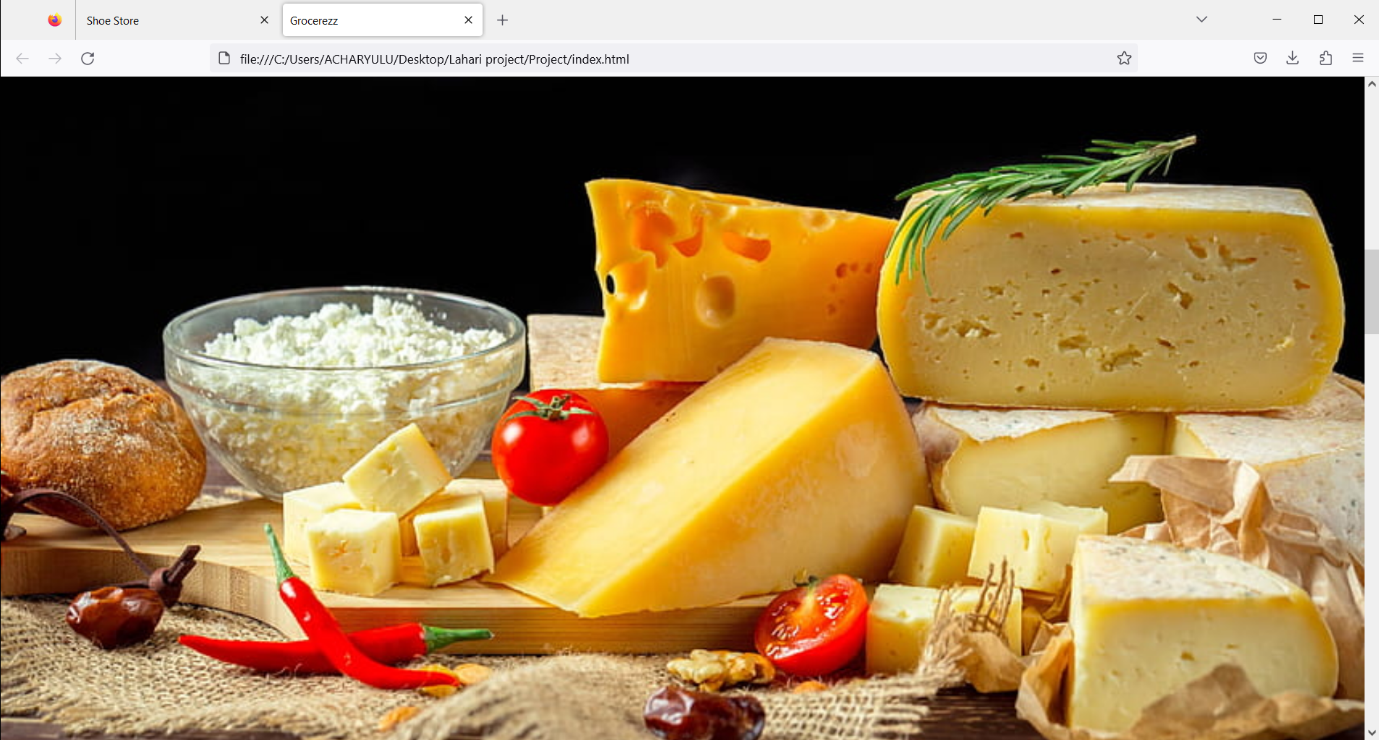 Shoe Store
Grocerezz
file:///C:/Users/ACHARYULU/Desktop/Lahari project/Project/index.html